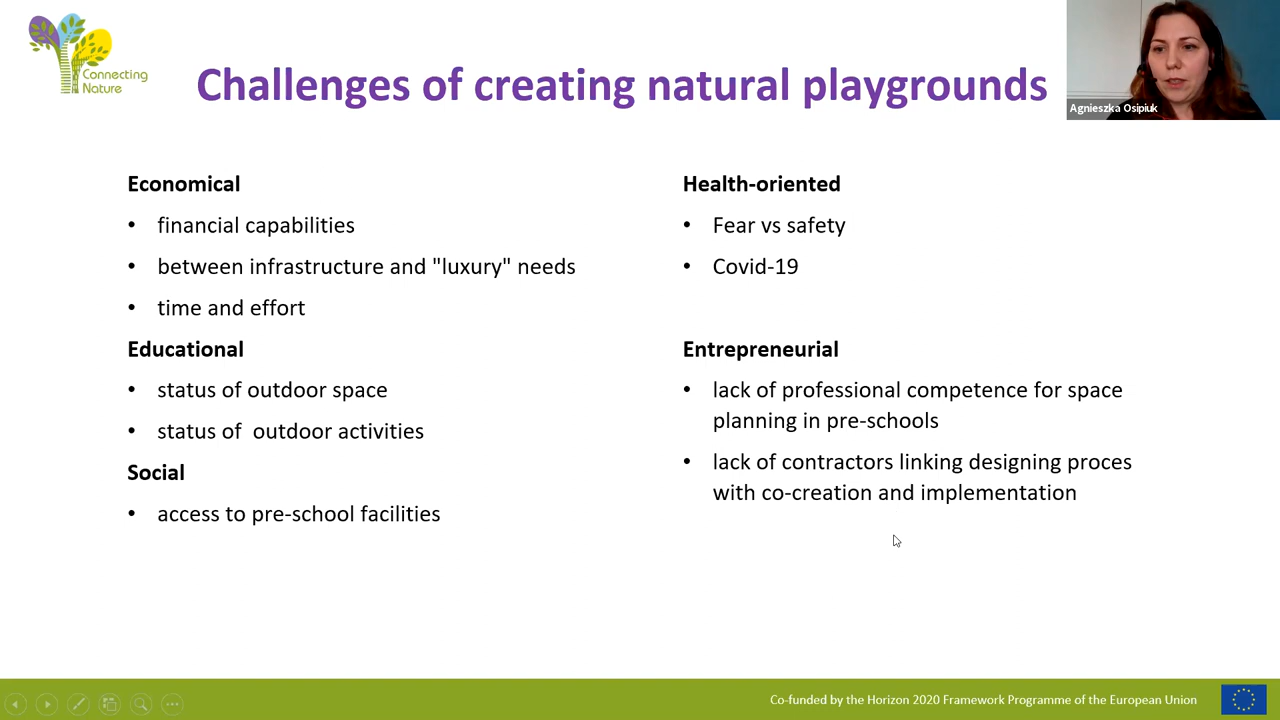 Connecting
Nature
Challenges of creating natural playgrounds
Agnieszka Osipiuk
Economical
• financial capabilities
• between infrastructure and "luxury" needs
• time and effort
Educational
• status of outdoor space
• status of  outdoor activities
Social
• access to pre-school facilities
Health-oriented
• Fear vs safety
• Covid-19
Entrepreneurial
• lack of professional competence for space
planning in pre-schools
• lack of contractors linking designing proces
with co-creation and implementation
Co-funded by the Horizon 2020 Framework Programme of the European Union